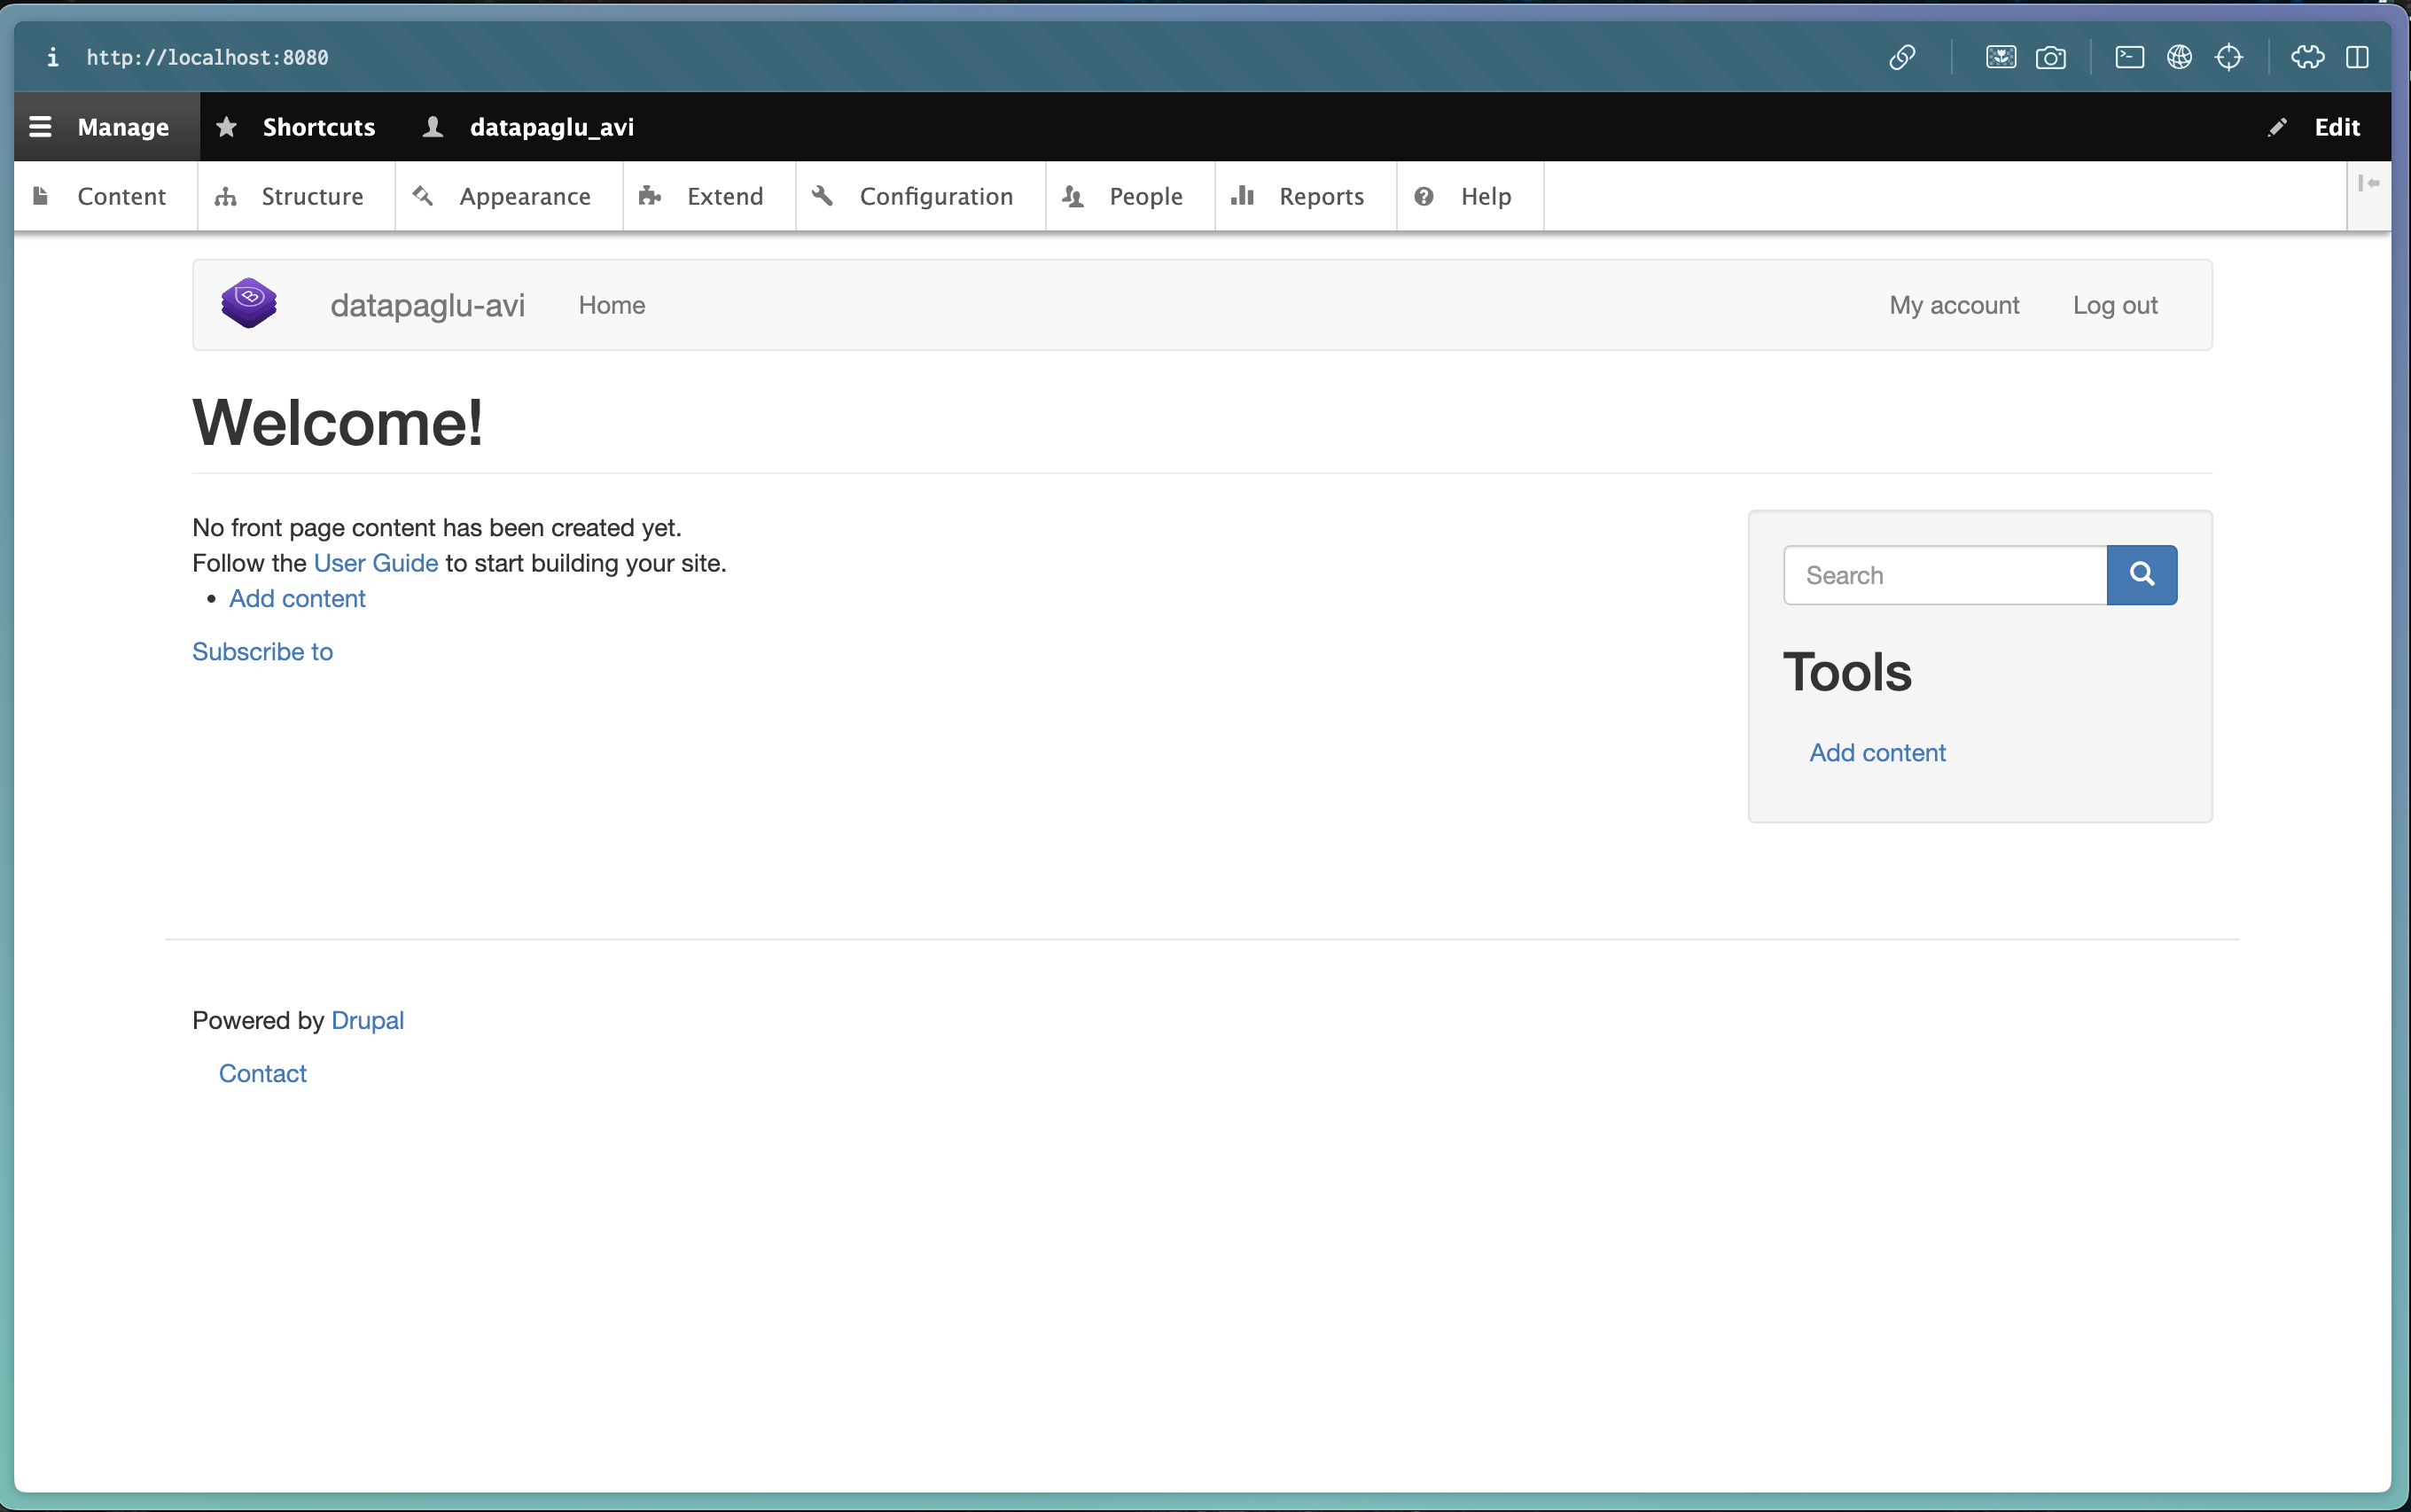 http://localhost:8080
Manage Shortcuts datapaglu_avi Edit
Content Structure Appearance Extend Configuration People Reports Help
datapaglu-avi Home My account Log out
Welcome!
No front page content has been created yet.
Follow the User Guide to start building your site.
Add content
Subscribe to
Search
Tools
Add content
Powered by Drupal
Contact